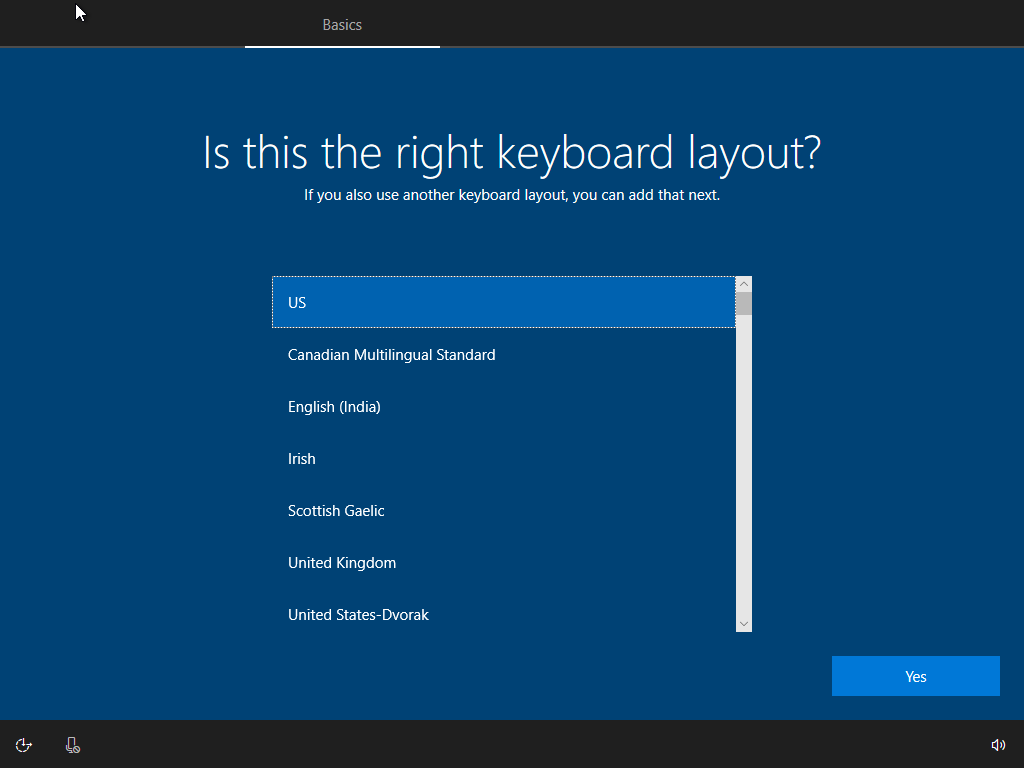 Basics
Is this the right keyboard layout?
If you also use another keyboard layout, you can add that next.
US
Canadian Multilingual Standard
English (India)
Irish
Scottish Gaelic
United Kingdom
United States-Dvorak
Yes